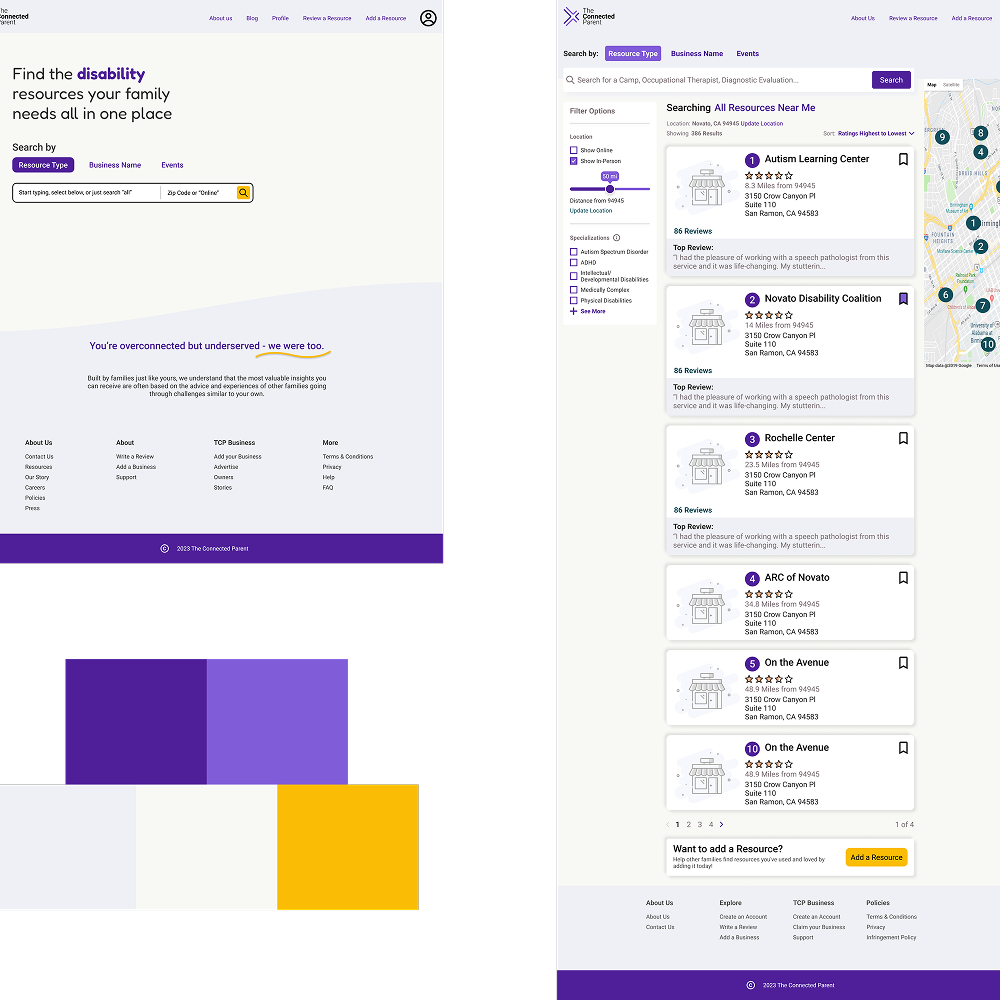 The
Connected
Parent
About us
Blog
Profile
Review a Resource
Add a Resource
Find the disability
resources your family
needs all in one place
Search by
Resource Type
Business Name
Events
Start typing, select below, or just search "all"
Zip Code or "Online"
You're overconnected but underserved - we were too.
Built by families just like yours, we understand that the most valuable insights you
can receive are often based on the advice and experiences of other families going
through challenges similar to your own.
About Us
Contact Us
Resources
Our Story
Careers
Policies
Press
About
Write a Review
Add a Business
Support
TCP Business
Add your Business
Advertise
Owners
Stories
More
Terms & Conditions
Privacy
Help
FAQ
© 2023 The Connected Parent
The
Connected
Parent
About Us
Review a Resource
Add a Resource
Search by:
Resource Type
Business Name
Events
Search for a Camp, Occupational Therapist, Diagnostic Evaluation...
Search
Filter Options
Location
Show Online
Show In-Person
50 mi
Distance from 94945
Update Location
Specializations
Autism Spectrum Disorder
ADHD
Intellectual/
Developmental Disabilities
Medically Complex
Physical Disabilities
See More
Searching All Resources Near Me
Location: Novato, CA 94945 Update Location
Showing 386 Results
Sort: Ratings Highest to Lowest
1 Autism Learning Center
8.3 Miles from 94945
3150 Crow Canyon Pl
Suite 110
San Ramon, CA 94583
86 Reviews
Top Review:
"I had the pleasure of working with a speech pathologist from this
service and it was life-changing. My stutterin...
2 Novato Disability Coalition
14 Miles from 94945
3150 Crow Canyon Pl
Suite 110
San Ramon, CA 94583
86 Reviews
Top Review:
"I had the pleasure of working with a speech pathologist from this
service and it was life-changing. My stutterin...
3 Rochelle Center
23.5 Miles from 94945
3150 Crow Canyon Pl
Suite 110
San Ramon, CA 94583
86 Reviews
Top Review:
"I had the pleasure of working with a speech pathologist from this
service and it was life-changing. My stutterin...
4 ARC of Novato
34.8 Miles from 94945
3150 Crow Canyon Pl
Suite 110
San Ramon, CA 94583
5 On the Avenue
48.9 Miles from 94945
3150 Crow Canyon Pl
Suite 110
San Ramon, CA 94583
10 On the Avenue
48.9 Miles from 94945
3150 Crow Canyon Pl
Suite 110
San Ramon, CA 94583
1 2 3 4
1 of 4
Want to add a Resource?
Help other families find resources you've used and loved by
adding it today!
Add a Resource
Map
Satellite
9
8
4
DRUID HILLS
Birmingham
Museum of Art
1
FOUNTAIN
HEIGHTS
McWane Science Center
2
Railroad Park
Foundation
6
7
University of
Alabama at
10
Map data @2019 Google
About Us
About Us
Contact Us
Explore
Create an Account
Write a Review
Add a Business
TCP Business
Create an Account
Claim your Business
Support
Policies
Terms & Conditions
Privacy
Infringement Policy
© 2023 The Connected Parent